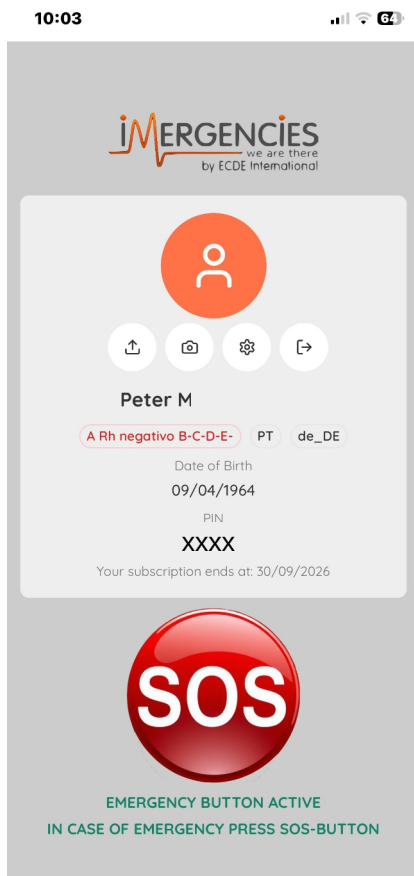 10:03
64
iMERGENCiES
we are there
by ECDE International
Peter M
A Rh negativo B-C-D-E- PT de_DE
Date of Birth
09/04/1964
PIN
XXXX
Your subscription ends at: 30/09/2026
SOS
EMERGENCY BUTTON ACTIVE
IN CASE OF EMERGENCY PRESS SOS-BUTTON